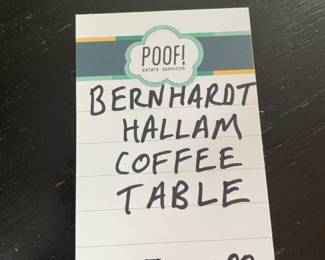 POOF!
ESTATE SERVICES
BERNHARDT
HALLAM
COFFEE
TABLE